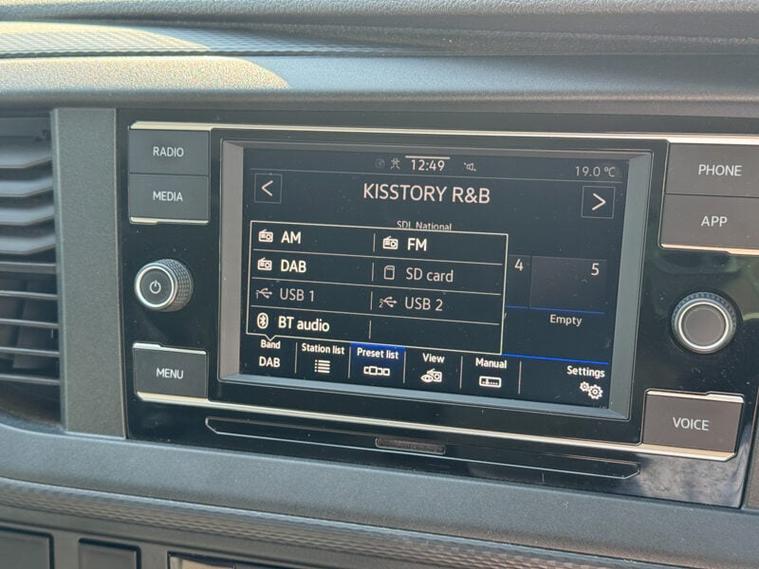 RADIO
MEDIA
MENU
PHONE
APP
VOICE
12:49
19.0 °C
KISSTORY R&B
SDL National
AM
FM
DAB
SD card
USB 1
USB 2
BT audio
4
5
Empty
Band
DAB
Station list
Preset list
View
Manual
Settings